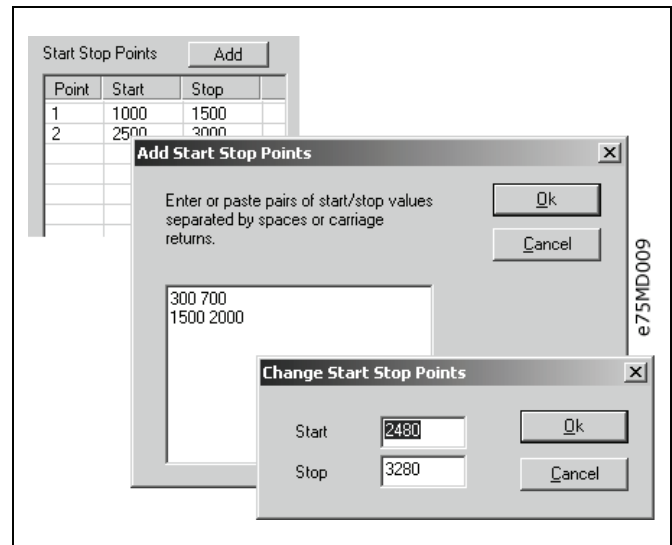 Start Stop Points Add
Point Start Stop
1 1000 1500
2 2500 3000
Add Start Stop Points
Enter or paste pairs of start/stop values
separated by spaces or carriage
returns.
Ok
Cancel
300 700
1500 2000
Change Start Stop Points
Start 2480
Stop 3280
Ok
Cancel
e75MD009